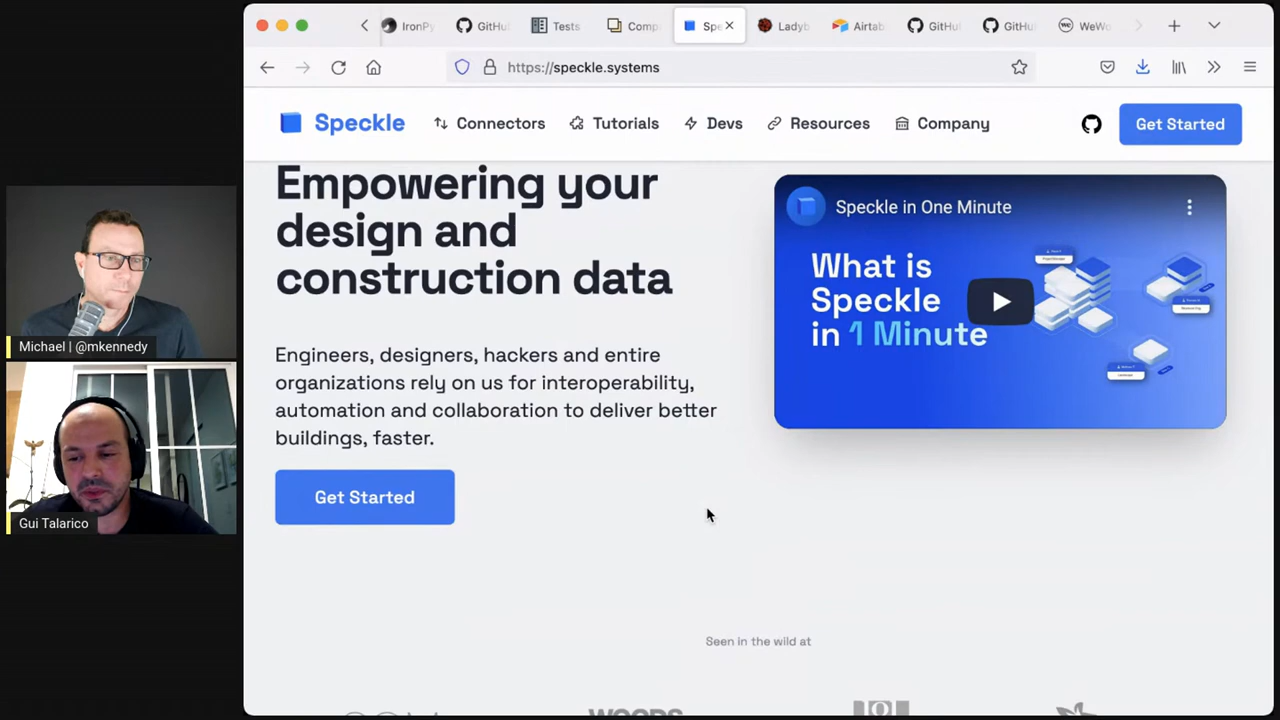 IronPy
GitHub
Tests
Comp
Spe
Ladyb
Airtab
GitHu
GitHu
WeWo
https://speckle.systems
Speckle
Connectors
Tutorials
Devs
Resources
Company
Get Started
Empowering your
design and
construction data
Engineers, designers, hackers and entire
organizations rely on us for interoperability,
automation and collaboration to deliver better
buildings, faster.
Get Started
Speckle in One Minute
What is
Speckle
in 1 Minute
Seen in the wild at
WOODS
Michael | @mkennedy
Gui Talarico